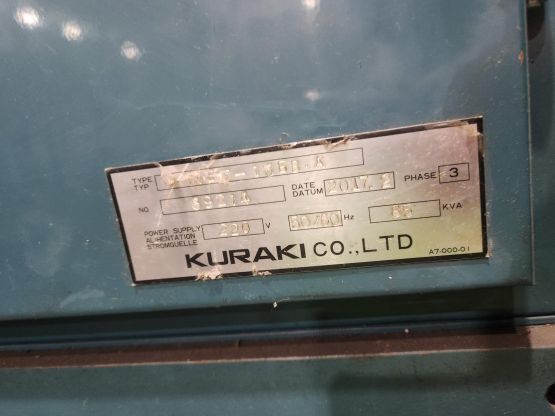 TYPE
TYP
NO
DATE
DATUM 2017.2 PHASE 3
POWER SUPPLY
ALIMENTATION
STROMQUELLE 220 V 50/60 Hz KVA
KURAKI CO.,LTD A7-000-01